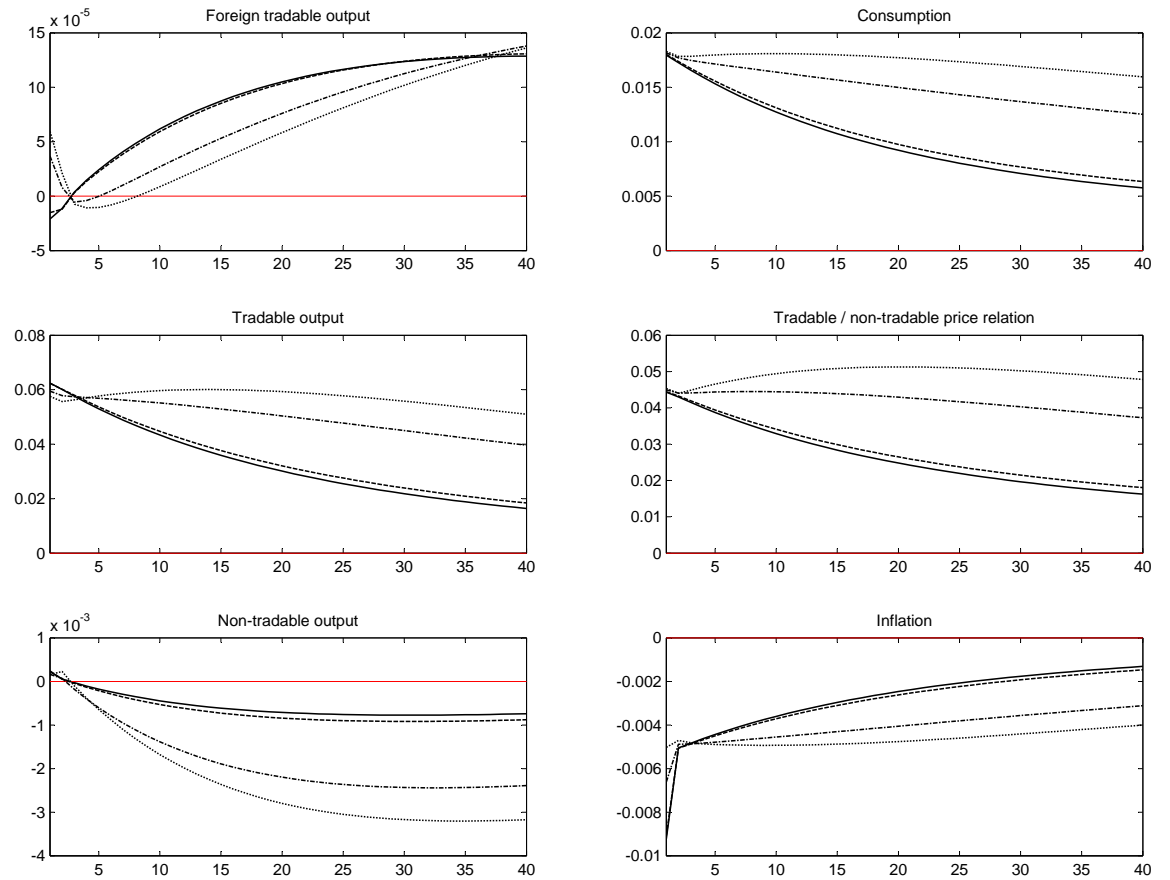 Foreign tradable output
x 10^-5
15
10
5
0
-5
5 10 15 20 25 30 35 40
Consumption
0.02
0.015
0.01
0.005
0
5 10 15 20 25 30 35 40
Tradable output
0.08
0.06
0.04
0.02
0
5 10 15 20 25 30 35 40
Tradable / non-tradable price relation
0.06
0.05
0.04
0.03
0.02
0.01
0
5 10 15 20 25 30 35 40
Non-tradable output
x 10^-3
1
0
-1
-2
-3
-4
5 10 15 20 25 30 35 40
Inflation
0
-0.002
-0.004
-0.006
-0.008
-0.01
5 10 15 20 25 30 35 40